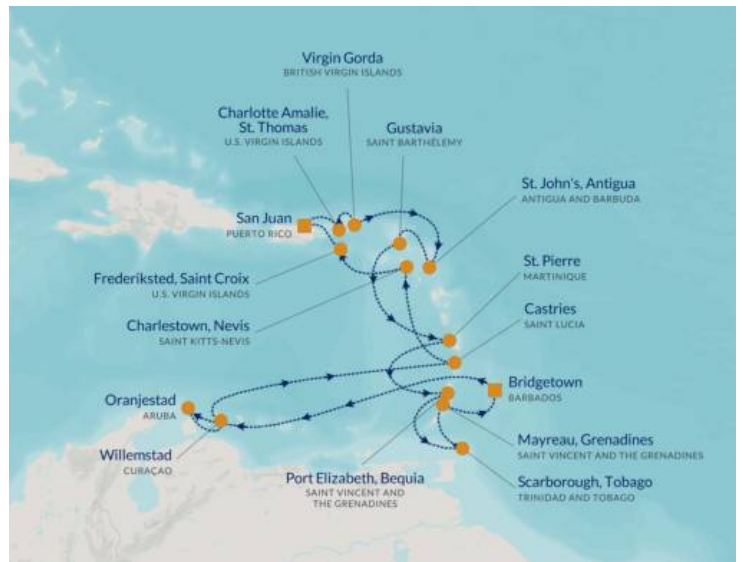 Virgin Gorda
BRITISH VIRGIN ISLANDS
Charlotte Amalie,
St. Thomas
U.S. VIRGIN ISLANDS
Gustavia
SAINT BARTHÉLEMY
St. John's, Antigua
ANTIGUA AND BARBUDA
San Juan
PUERTO RICO
St. Pierre
MARTINIQUE
Frederiksted, Saint Croix
U.S. VIRGIN ISLANDS
Castries
SAINT LUCIA
Charlestown, Nevis
SAINT KITTS-NEVIS
Bridgetown
BARBADOS
Oranjestad
ARUBA
Mayreau, Grenadines
SAINT VINCENT AND THE GRENADINES
Willemstad
CURAÇAO
Port Elizabeth, Bequia
SAINT VINCENT AND
THE GRENADINES
Scarborough, Tobago
TRINIDAD AND TOBAGO